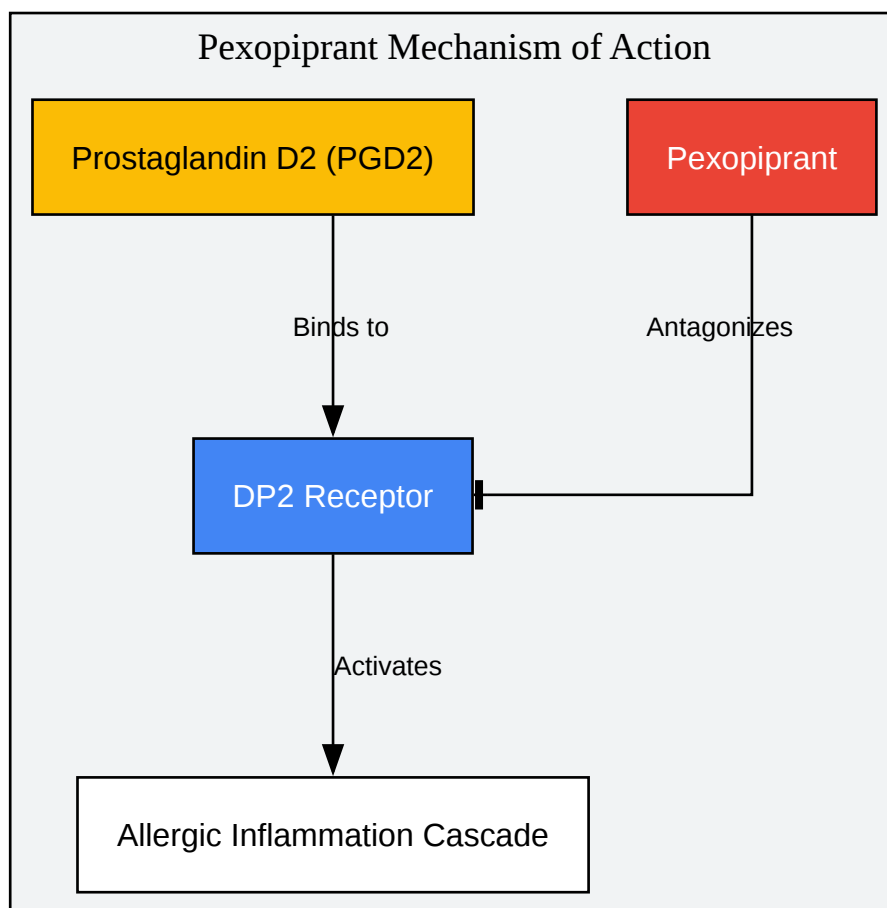 Pexopiprant Mechanism of Action
Prostaglandin D2 (PGD2)
Pexopiprant
Binds to
Antagonizes
DP2 Receptor
Activates
Allergic Inflammation Cascade